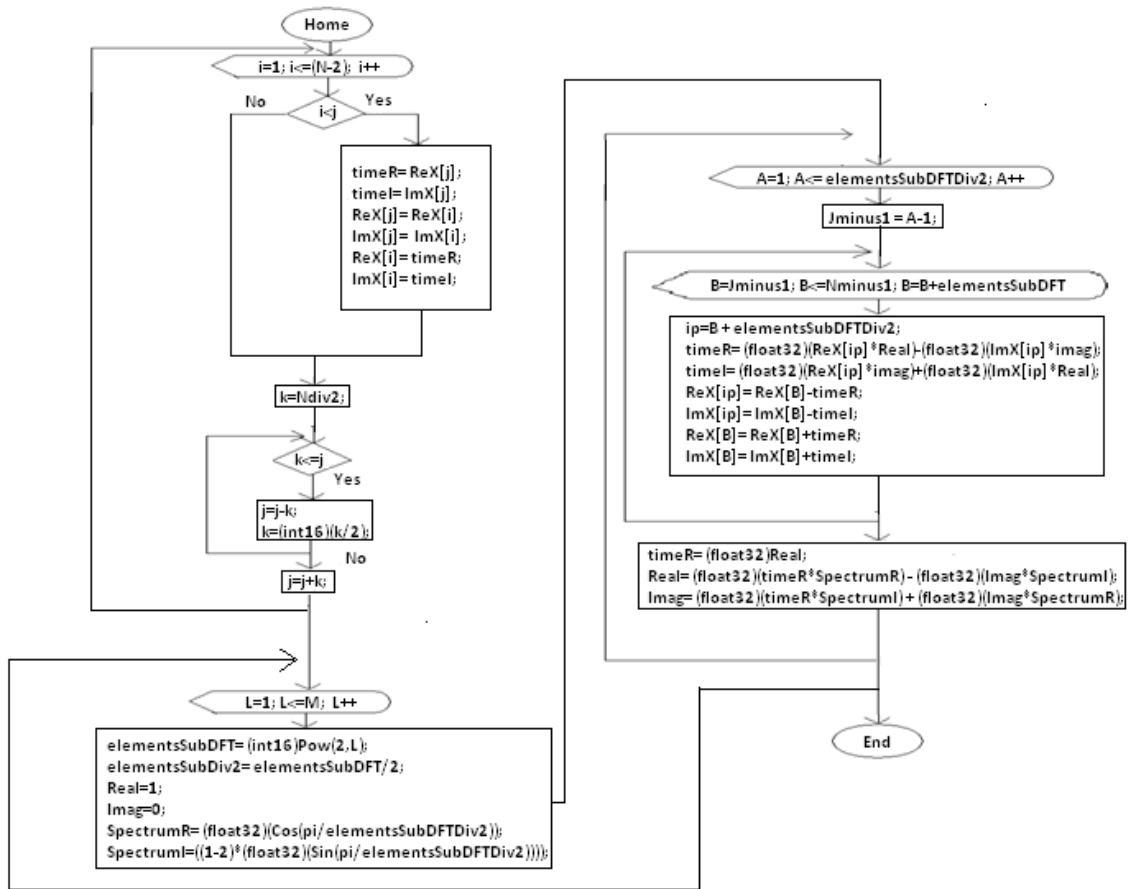 Home
i=1; i<=(N-2); i++
No
Yes
i<j
timeR= ReX[j];
timeI= ImX[j];
ReX[j]= ReX[i];
ImX[j]= ImX[i];
ReX[i]= timeR;
ImX[i]= timeI;
k=Ndiv2;
k<=j
Yes
j=j-k;
k=(int16)(k/2);
No
j=j+k;
L=1; L<=M; L++
elementsSubDFT= (int16)Pow(2,L);
elementsSubDiv2= elementsSubDFT/2;
Real=1;
Imag=0;
SpectrumR= (float32)(Cos(pi/elementsSubDFTDiv2));
SpectrumI=((1-2)*(float32)(Sin(pi/elementsSubDFTDiv2))));
A=1; A<= elementsSubDFTDiv2; A++
Jminus1 = A-1;
B=Jminus1; B<=Nminus1; B=B+elementsSubDFT
ip=B + elementsSubDFTDiv2;
timeR= (float32)(ReX[ip]*Real)-(float32)(ImX[ip]*imag);
timeI= (float32)(ReX[ip]*imag)+(float32)(ImX[ip]*Real);
ReX[ip]= ReX[B]-timeR;
ImX[ip]= ImX[B]-timeI;
ReX[B]= ReX[B]+timeR;
ImX[B]= ImX[B]+timeI;
timeR= (float32)Real;
Real= (float32)(timeR*SpectrumR)- (float32)(Imag*SpectrumI);
Imag= (float32)(timeR*SpectrumI) + (float32)(Imag*SpectrumR);
End